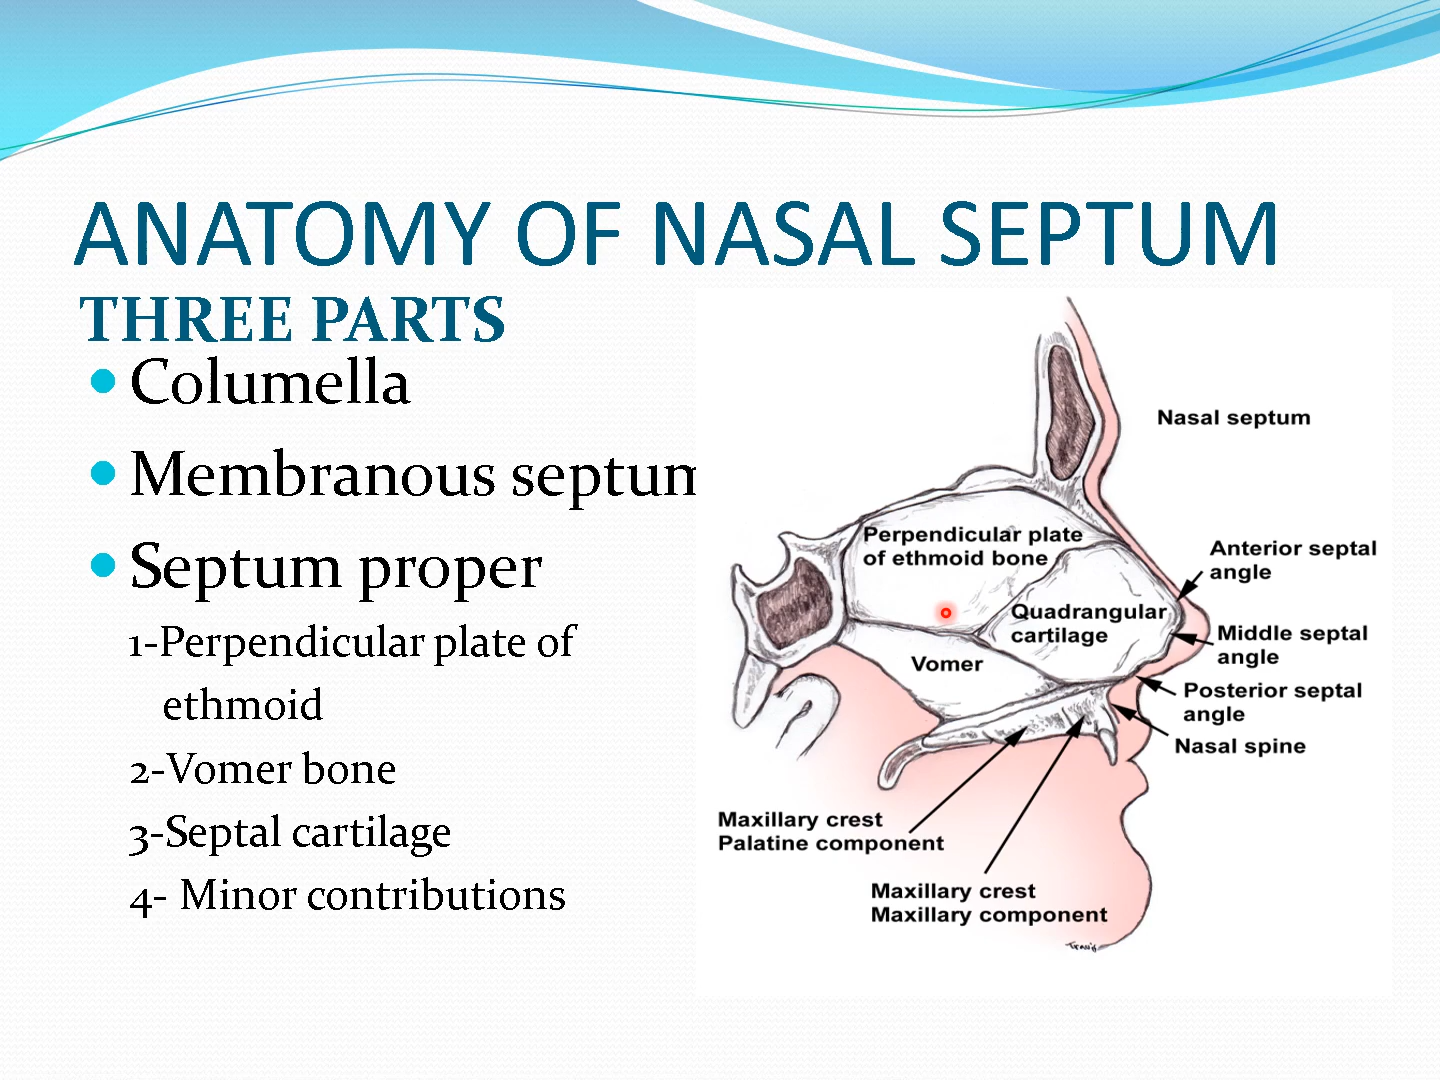 ANATOMY OF NASAL SEPTUM
THREE PARTS
Columella
Membranous septum
Septum proper
1-Perpendicular plate of
ethmoid
2-Vomer bone
3-Septal cartilage
4- Minor contributions
Nasal septum
Perpendicular plate
of ethmoid bone
Anterior septal
angle
Quadrangular
cartilage
Middle septal
angle
Vomer
Posterior septal
angle
Nasal spine
Maxillary crest
Palatine component
Maxillary crest
Maxillary component
Travis